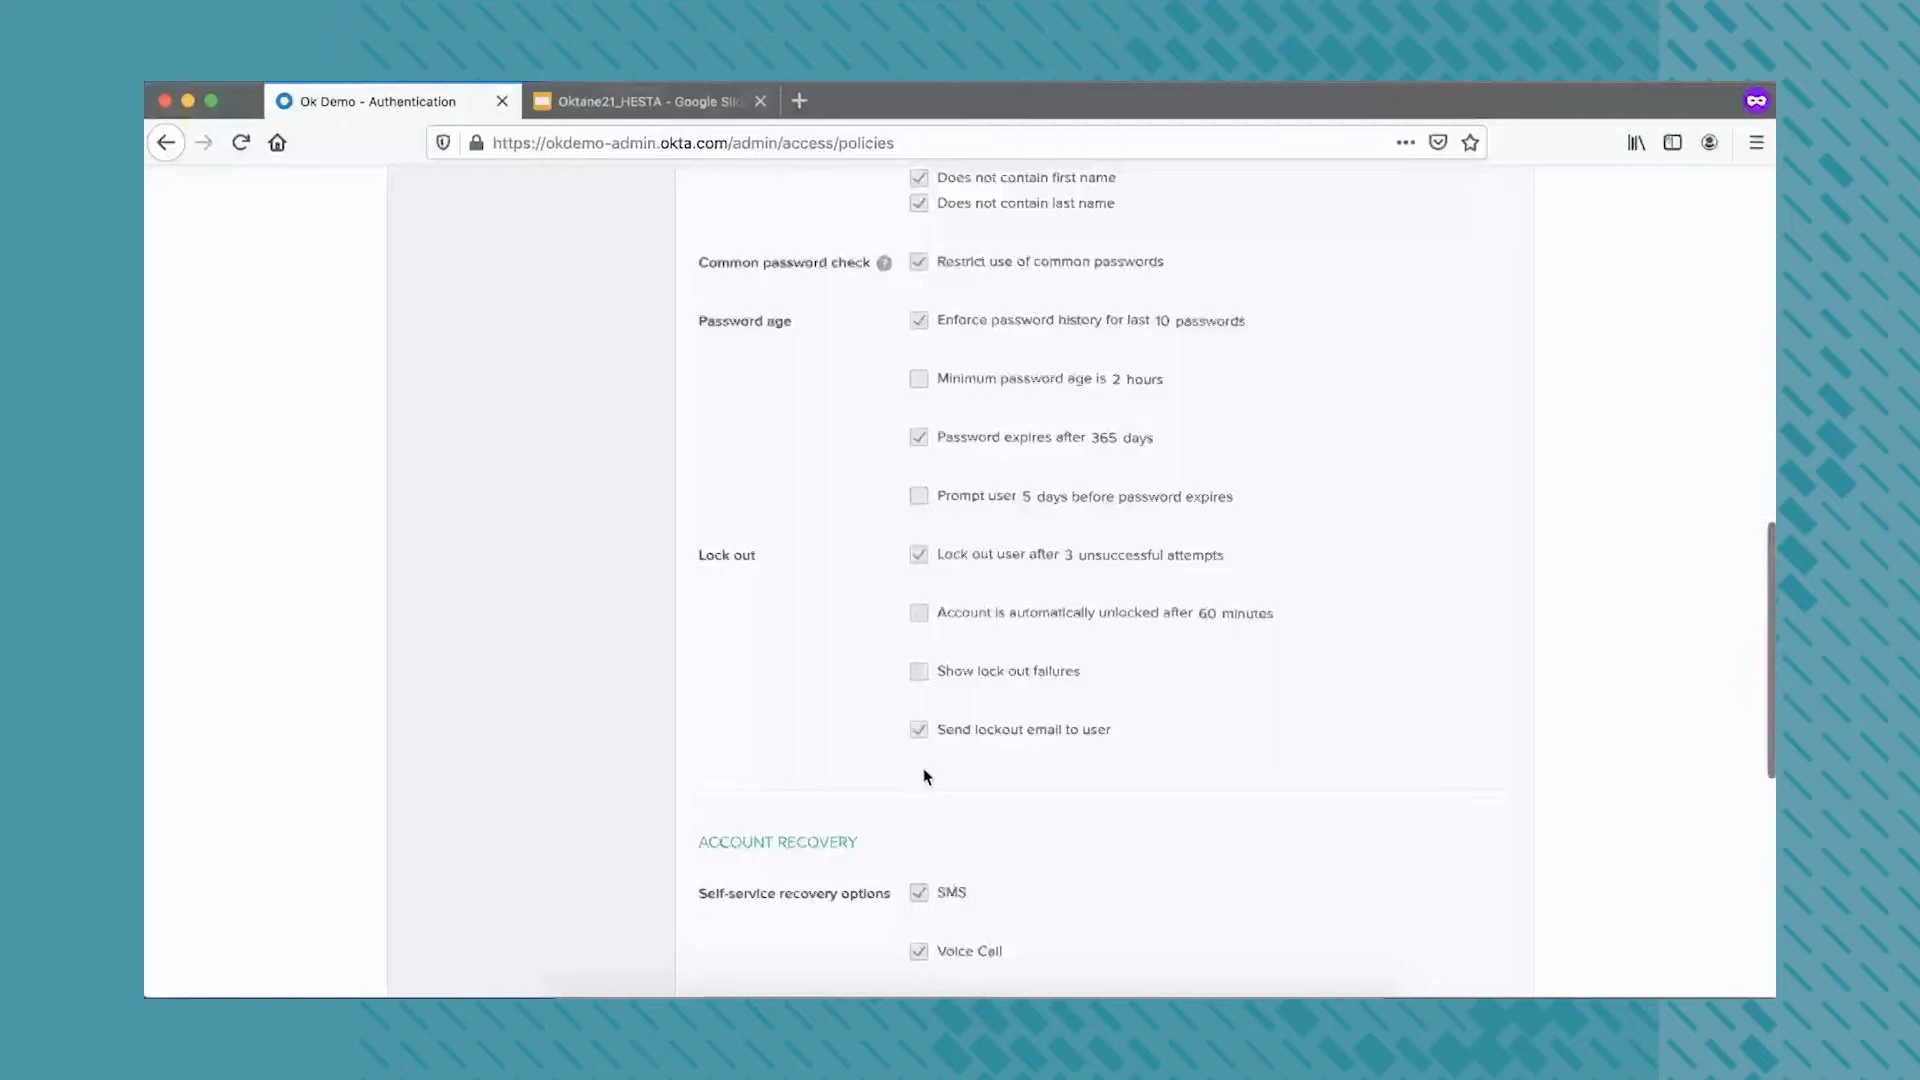 Ok Demo - Authentication
Oktane21_HESTA - Google Sli
https://okdemo-admin.okta.com/admin/access/policies
Does not contain first name
Does not contain last name
Common password check ? Restrict use of common passwords
Password age Enforce password history for last 10 passwords
Minimum password age is 2 hours
Password expires after 365 days
Prompt user 5 days before password expires
Lock out Lock out user after 3 unsuccessful attempts
Account is automatically unlocked after 60 minutes
Show lock out failures
Send lockout email to user
ACCOUNT RECOVERY
Self-service recovery options SMS
Voice Call